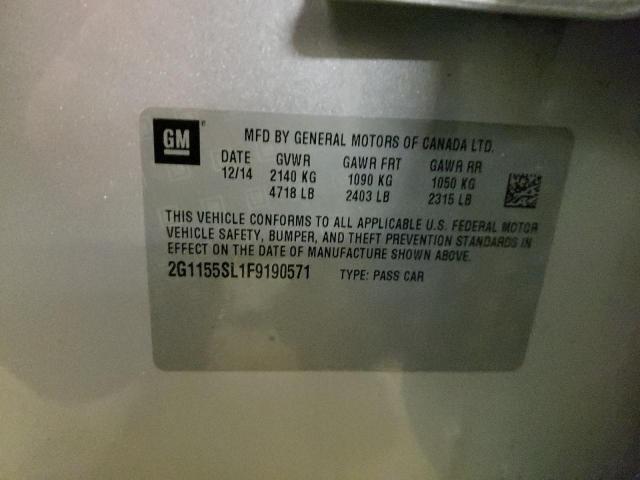 GM ®
MFD BY GENERAL MOTORS OF CANADA LTD.
DATE GVWR GAWR FRT GAWR RR
12/14 2140 KG 1090 KG 1050 KG
4718 LB 2403 LB 2315 LB
THIS VEHICLE CONFORMS TO ALL APPLICABLE U.S. FEDERAL MOTOR
VEHICLE SAFETY, BUMPER, AND THEFT PREVENTION STANDARDS IN
EFFECT ON THE DATE OF MANUFACTURE SHOWN ABOVE.
2G1155SL1F9190571 TYPE: PASS CAR